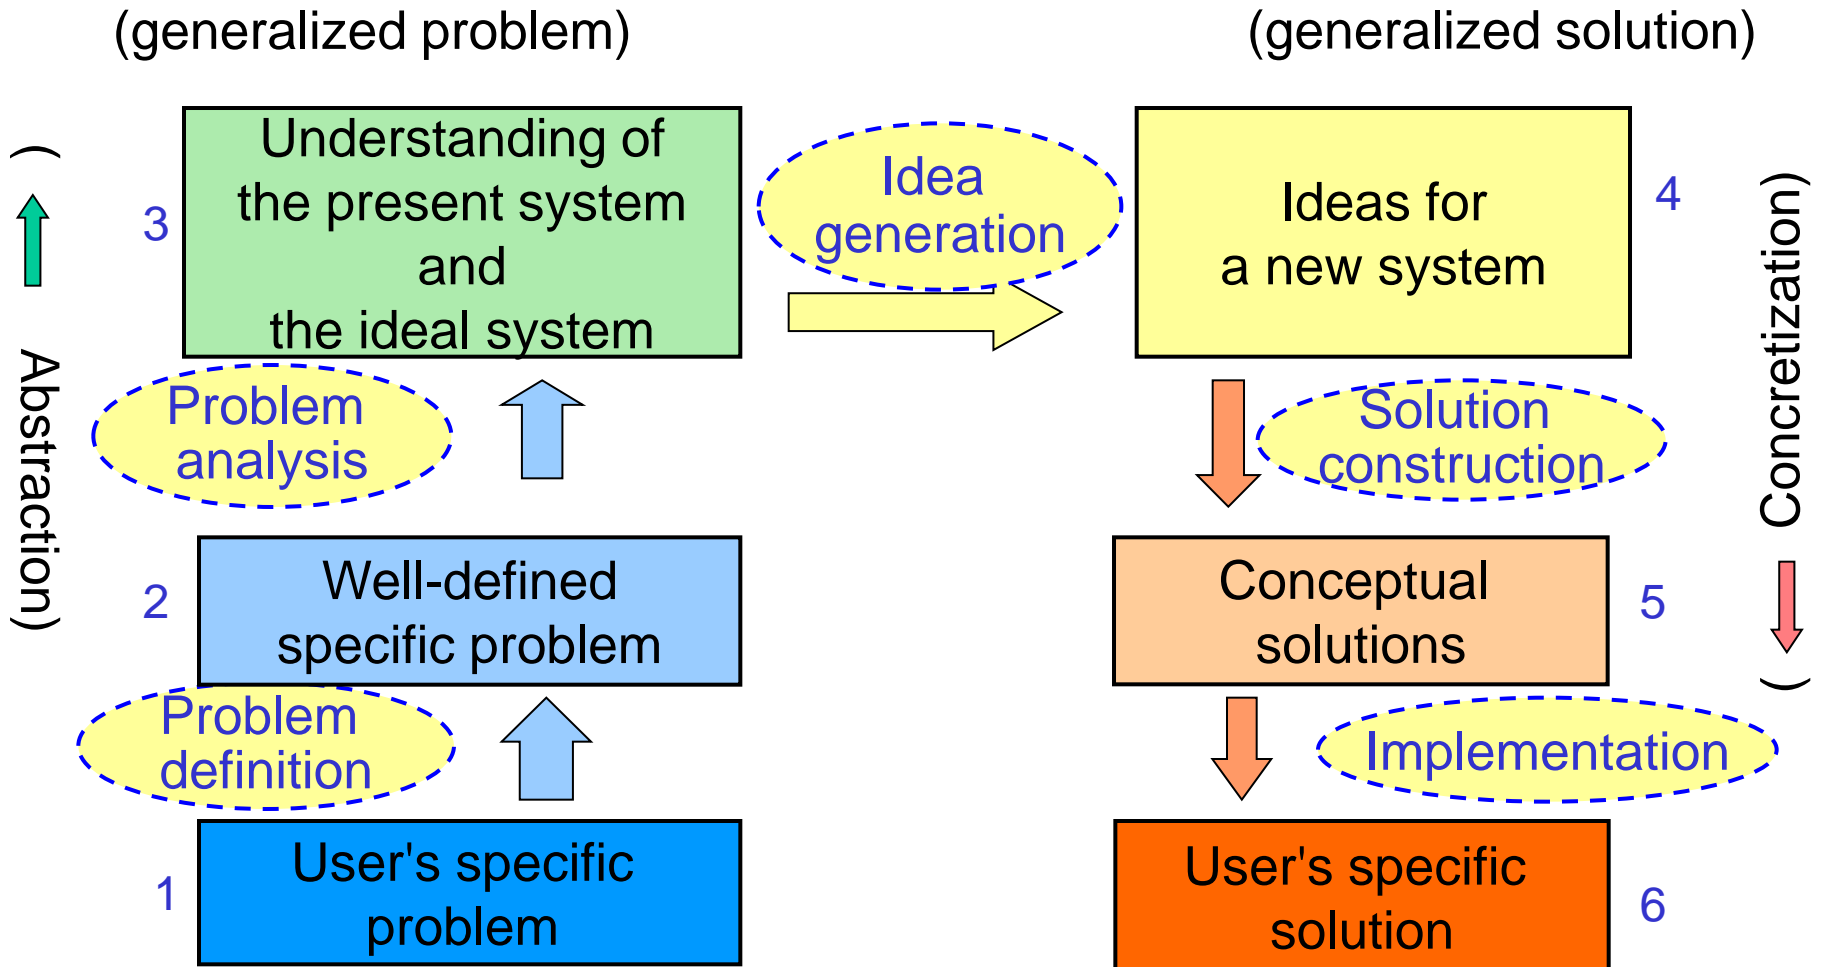 (generalized problem)
(generalized solution)
( Abstraction)
3
Understanding of
the present system
and
the ideal system
Idea
generation
Ideas for
a new system
4
( Concretization)
Problem
analysis
Solution
construction
2
Well-defined
specific problem
Conceptual
solutions
5
Problem
definition
Implementation
1
User's specific
problem
User's specific
solution
6